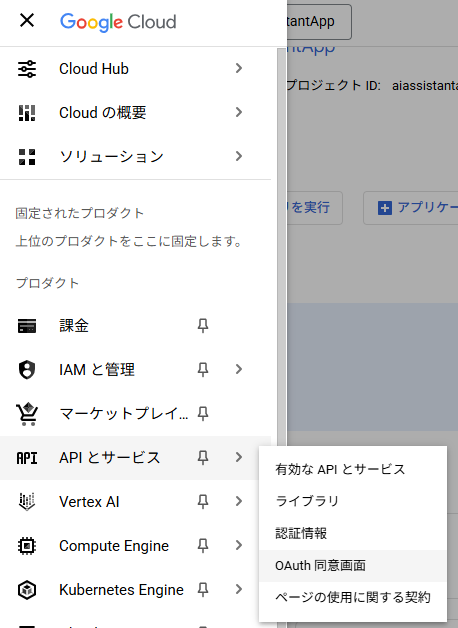 Google Cloud
tantApp
antApp
Cloud Hub
プロジェクト ID: aiassistanta
Cloud の概要
ソリューション
固定されたプロダクト
リを実行
アプリケー
上位のプロダクトをここに固定します。
プロダクト
課金
IAM と管理
マーケットプレイ...
API API とサービス
有効な API とサービス
ライブラリ
認証情報
OAuth 同意画面
ページの使用に関する契約
Vertex AI
Compute Engine
Kubernetes Engine